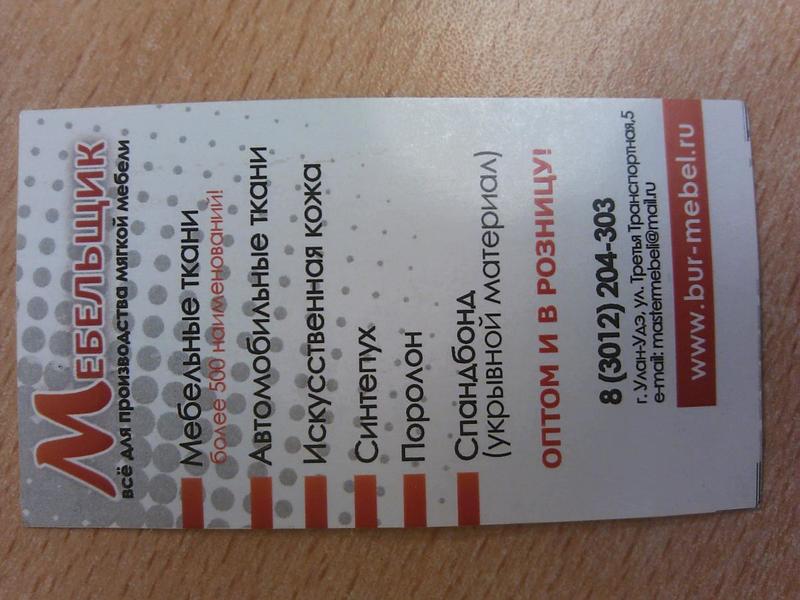 Мебельщик
всё для производства мягкой мебели
Мебельные ткани
более 500 наименований!
Автомобильные ткани
Искусственная кожа
Синтепух
Поролон
Спандбонд
(укрывной материал)
ОПТОМ И В РОЗНИЦУ!
8 (3012) 204-303
г. Улан-Удэ, ул. Третья Транспортная,5
e-mail: mastermebeli@mail.ru
www.bur-mebel.ru